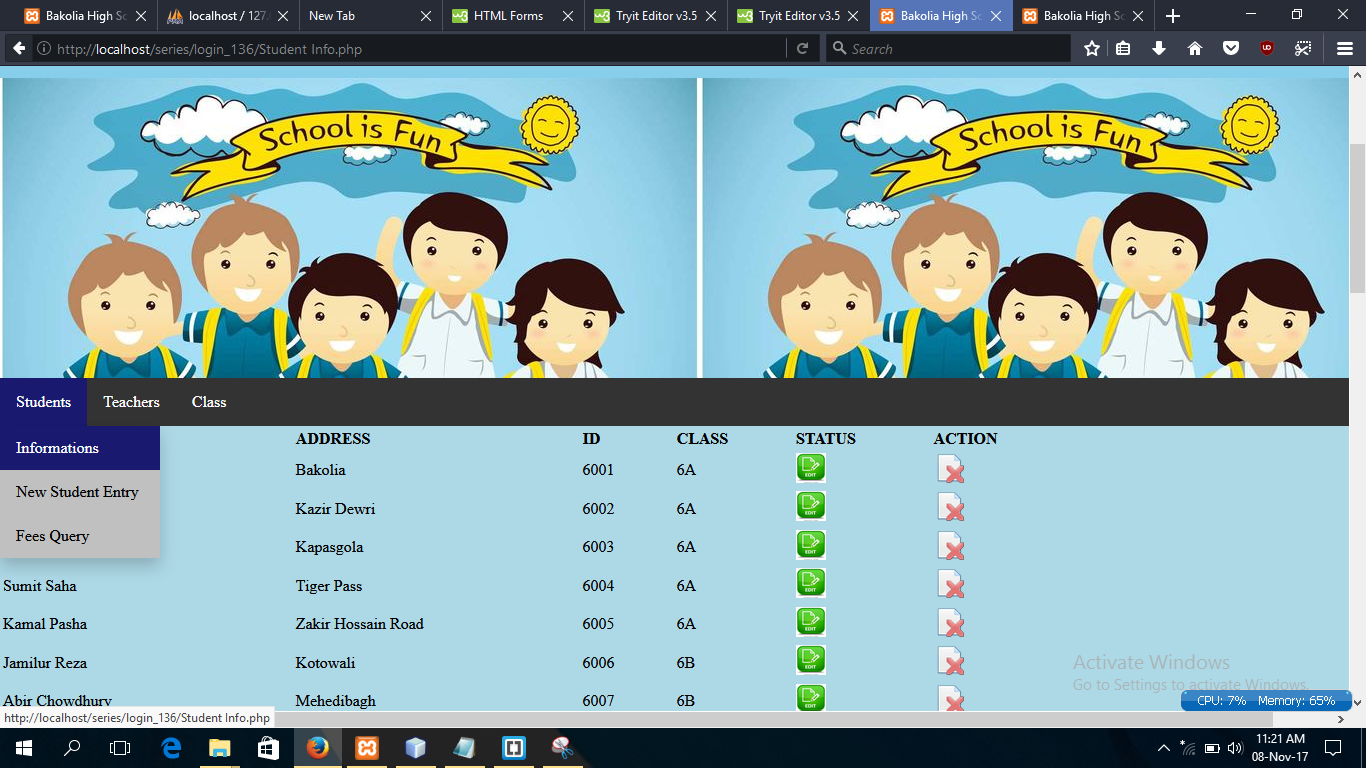 Bakolia High Sc
localhost / 127.
New Tab
HTML Forms
Tryit Editor v3.5
Tryit Editor v3.5
Bakolia High Sc
Bakolia High Sc
http://localhost/series/login_136/Student Info.php
Search
School is Fun
School is Fun
Students Teachers Class
Informations
New Student Entry
Fees Query
ADDRESS ID CLASS STATUS ACTION
Bakolia 6001 6A EDIT
Kazir Dewri 6002 6A EDIT
Kapasgola 6003 6A EDIT
Sumit Saha Tiger Pass 6004 6A EDIT
Kamal Pasha Zakir Hossain Road 6005 6A EDIT
Jamilur Reza Kotowali 6006 6B EDIT
Abir Chowdhury Mehedibagh 6007 6B EDIT
Activate Windows
Go to Settings to activate Windows.
CPU: 7% Memory: 65%
http://localhost/series/login_136/Student Info.php
11:21 AM
08-Nov-17